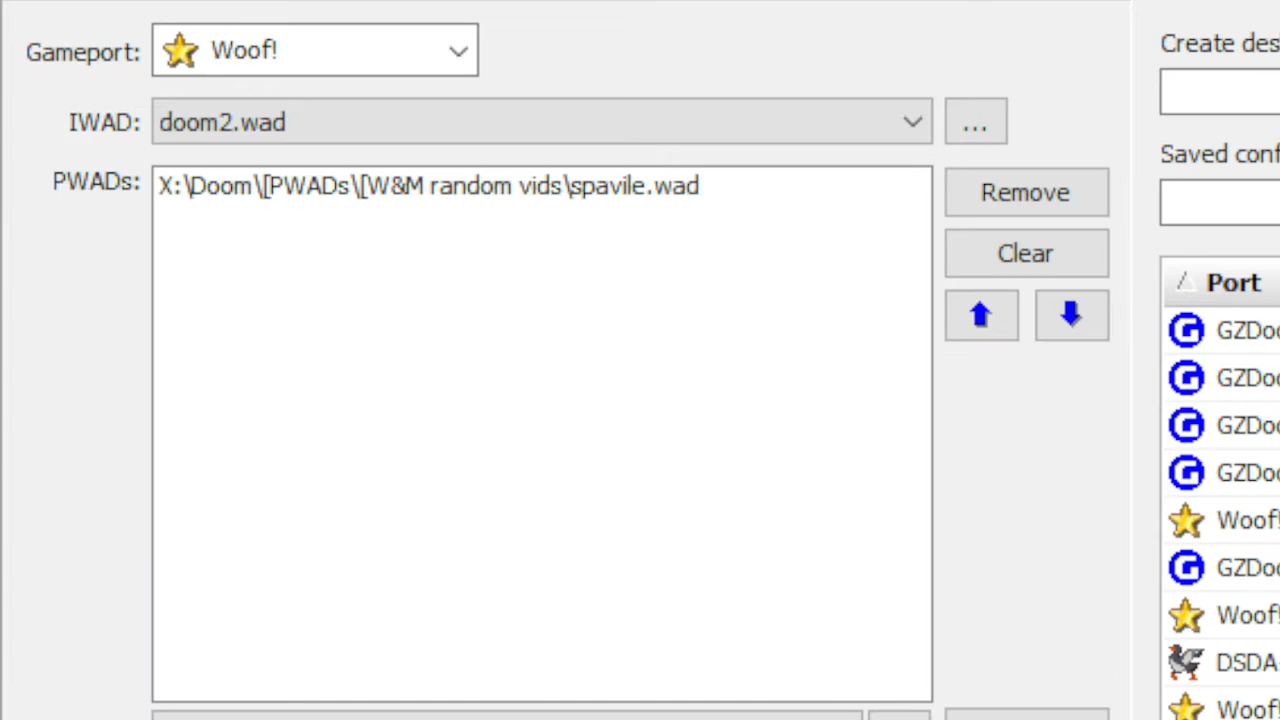 Gameport: Woof!
IWAD: doom2.wad ...
PWADs: X:\Doom\[PWADs\[W&M random vids\spavile.wad
Remove
Clear
Create des
Saved conf
Port
GZDoo
GZDoo
GZDoo
GZDoo
Woof!
GZDoo
Woof!
DSDA
Woof!